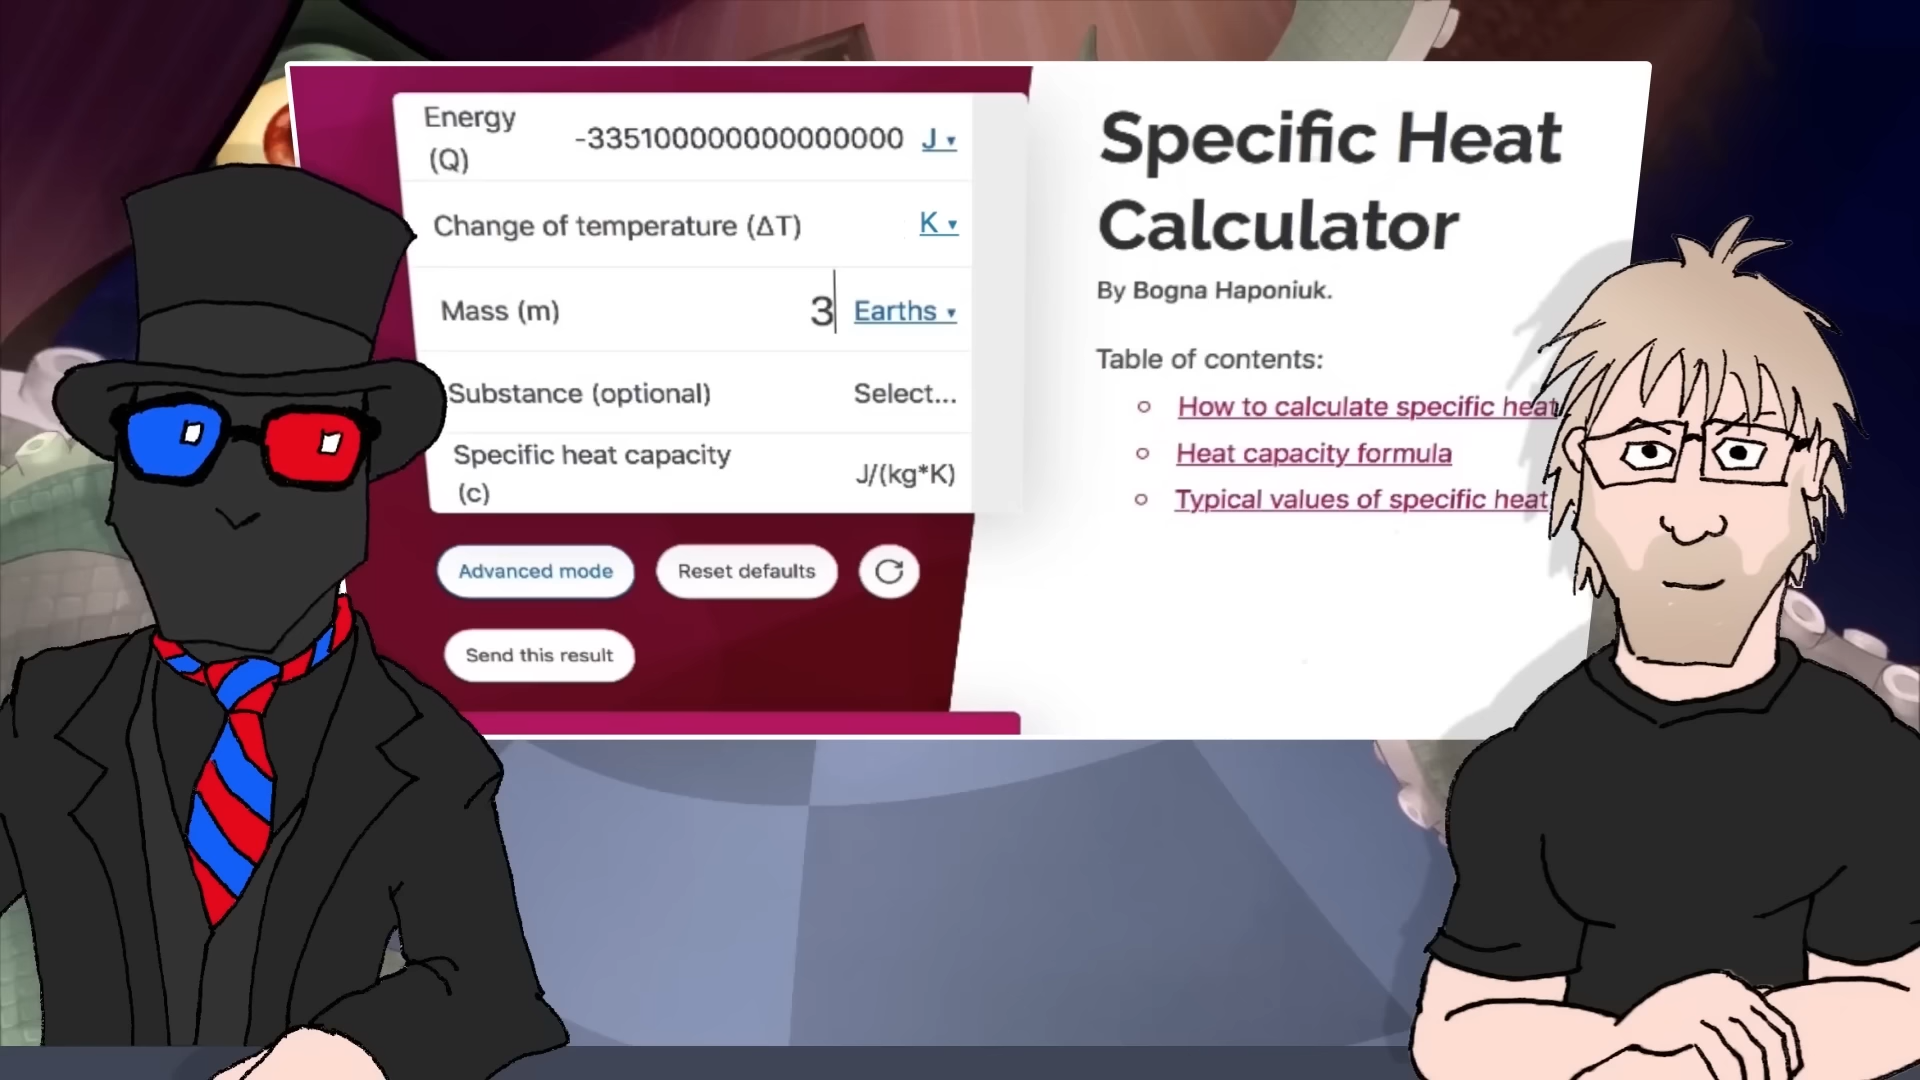 Energy
(Q)
-335100000000000000 J ▾
Change of temperature (ΔT) K ▾
Mass (m) 3 Earths ▾
Substance (optional) Select...
Specific heat capacity
(c)
J/(kg*K)
Advanced mode
Reset defaults
Send this result
Specific Heat
Calculator
By Bogna Haponiuk.
Table of contents:
How to calculate specific heat
Heat capacity formula
Typical values of specific heat